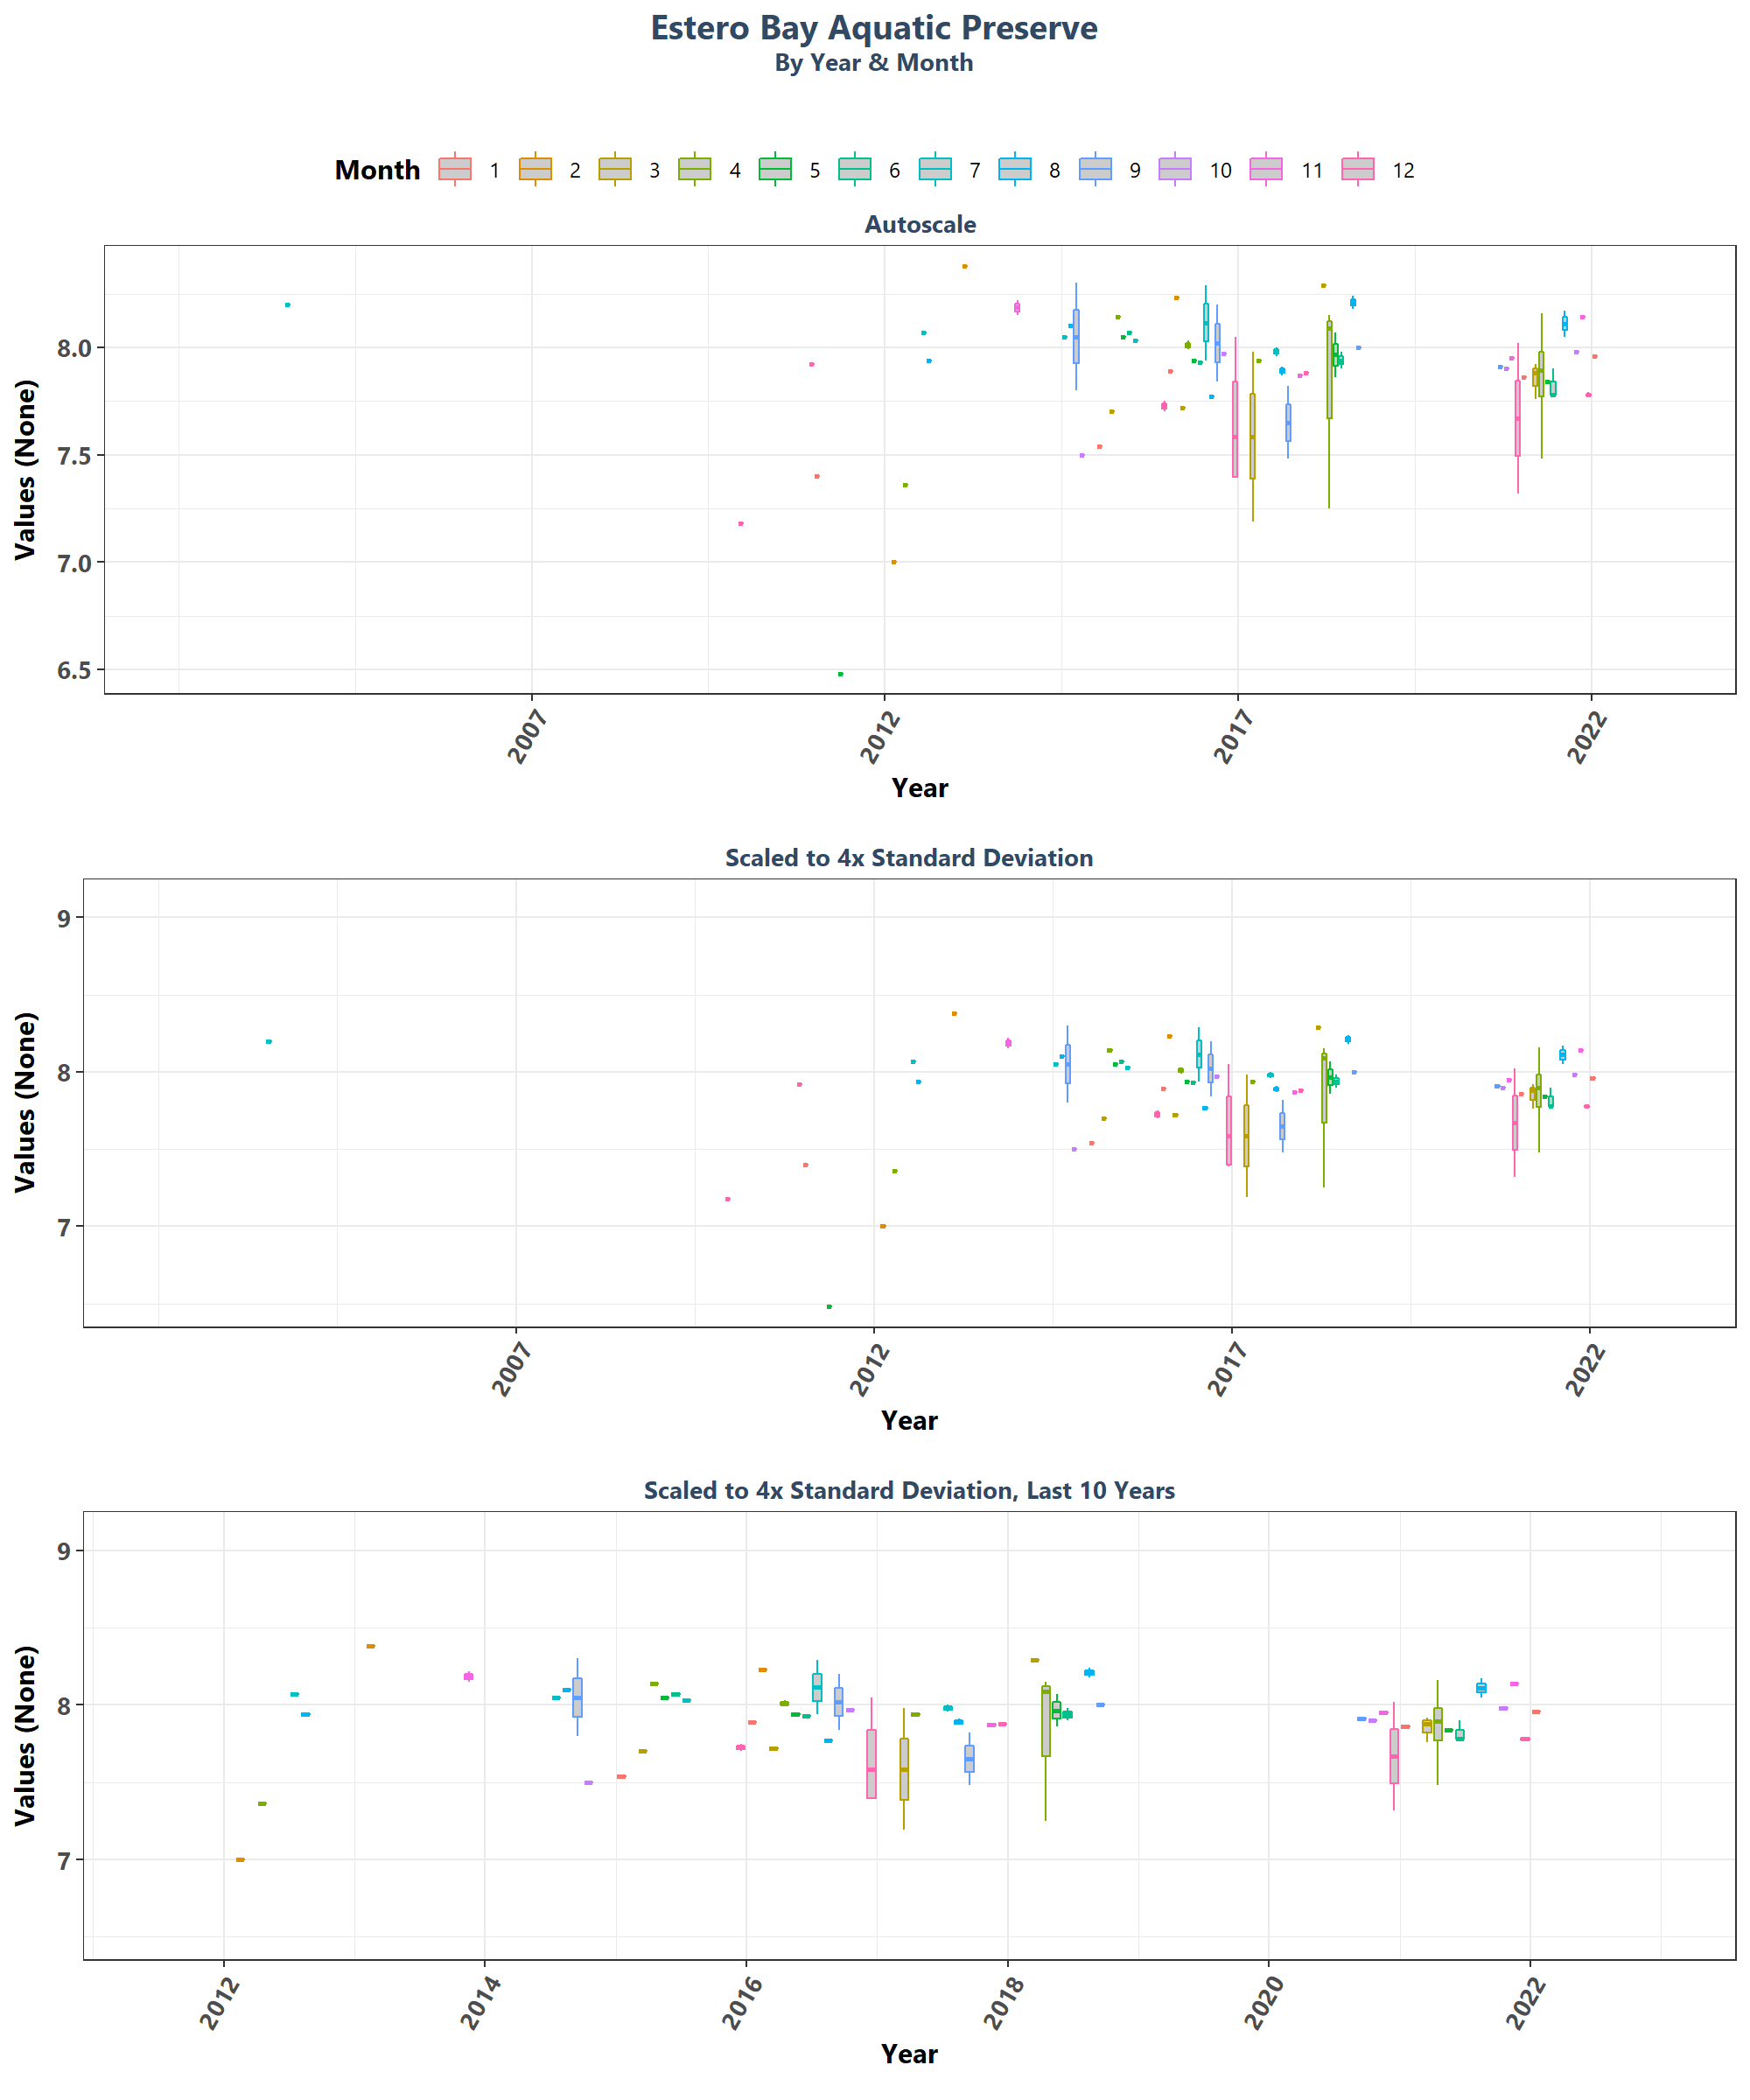 Estero Bay Aquatic Preserve
By Year & Month
Month 1 2 3 4 5 6 7 8 9 10 11 12
Autoscale
Values (None)
8.0
7.5
7.0
6.5
2007 2012 2017 2022
Year
Scaled to 4x Standard Deviation
Values (None)
9
8
7
2007 2012 2017 2022
Year
Scaled to 4x Standard Deviation, Last 10 Years
Values (None)
9
8
7
2012 2014 2016 2018 2020 2022
Year